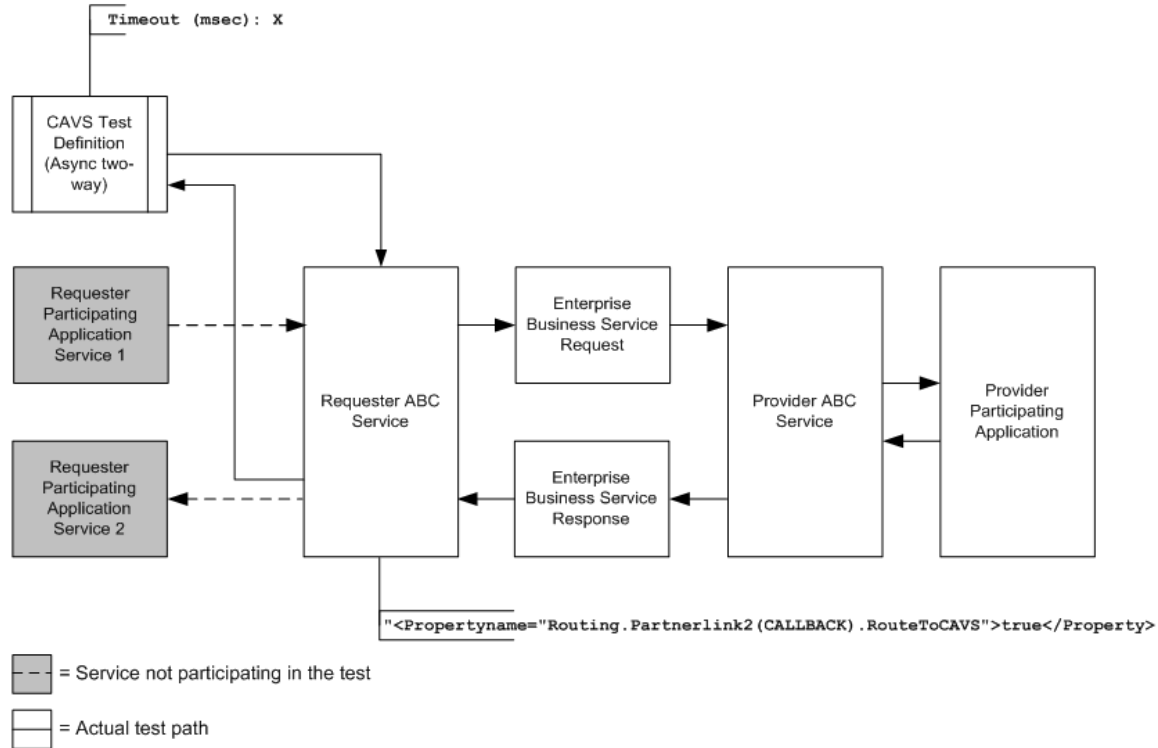 Timeout (msec): X
CAVS Test
Definition
(Async two-
way)
Requester
Participating
Application
Service 1
Requester ABC
Service
Enterprise
Business Service
Request
Provider ABC
Service
Provider
Participating
Application
Requester
Participating
Application
Service 2
Enterprise
Business Service
Response
"<Propertyname="Routing.Partnerlink2(CALLBACK).RouteToCAVS">true</Property>
= Service not participating in the test
= Actual test path